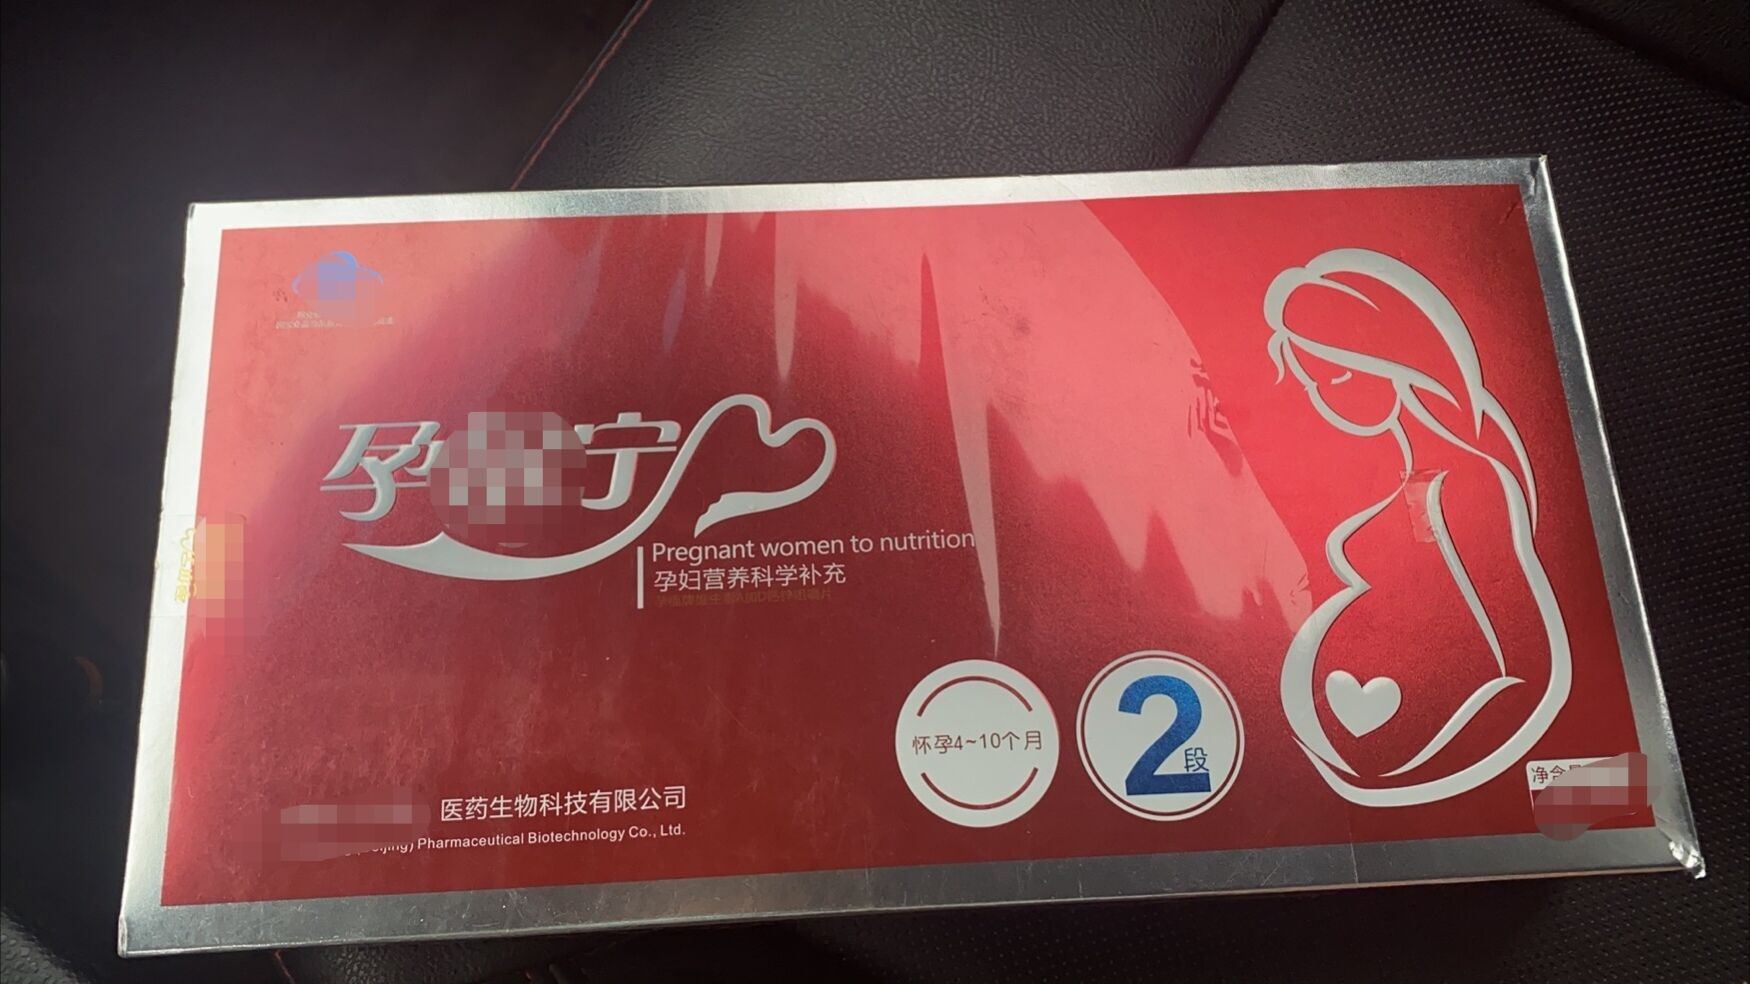 孕
宁
Pregnant women to nutrition
孕妇营养科学补充
怀孕4~10个月
2段
净含
医药生物科技有限公司
Pharmaceutical Biotechnology Co., Ltd.